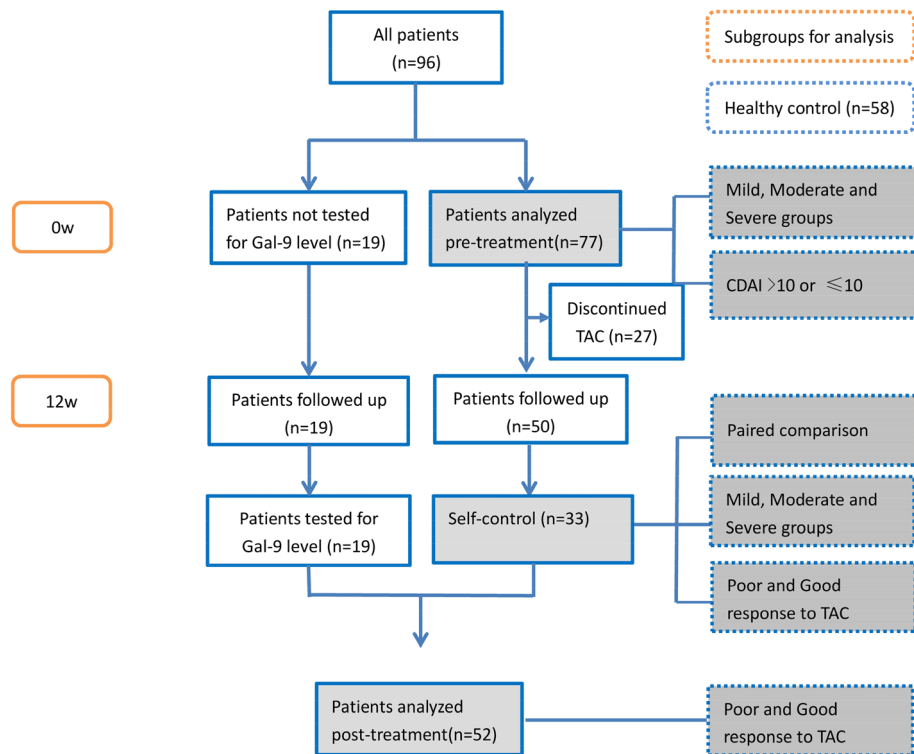 All patients
(n=96)
Subgroups for analysis
Healthy control (n=58)
0w
Patients not tested
for Gal-9 level (n=19)
Patients analyzed
pre-treatment(n=77)
Mild, Moderate and
Severe groups
CDAI >10 or ≤10
Discontinued
TAC (n=27)
12w
Patients followed up
(n=19)
Patients followed up
(n=50)
Paired comparison
Patients tested for
Gal-9 level (n=19)
Self-control (n=33)
Mild, Moderate and
Severe groups
Poor and Good
response to TAC
Patients analyzed
post-treatment(n=52)
Poor and Good
response to TAC